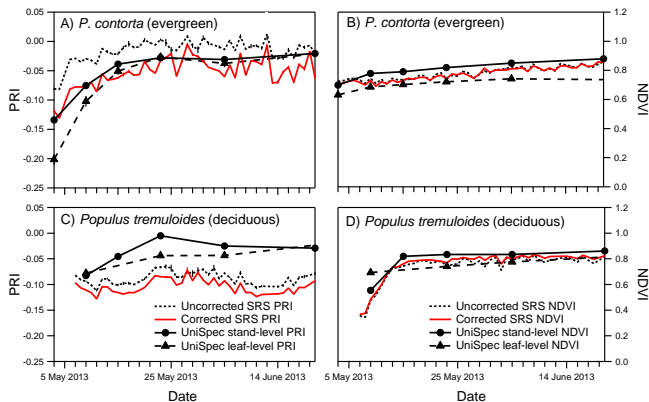 A) P. contorta (evergreen)
0.05
0.00
-0.05
-0.10
-0.15
-0.20
-0.25
PRI
B) P. contorta (evergreen)
1.2
1.0
0.8
0.6
0.4
0.2
0.0
NDVI
C) Populus tremuloides (deciduous)
0.05
0.00
-0.05
-0.10
-0.15
-0.20
-0.25
PRI
Uncorrected SRS PRI
Corrected SRS PRI
UniSpec stand-level PRI
UniSpec leaf-level PRI
5 May 2013
25 May 2013
14 June 2013
Date
D) Populus tremuloides (deciduous)
1.2
1.0
0.8
0.6
0.4
0.2
0.0
NDVI
Uncorrected SRS NDVI
Corrected SRS NDVI
UniSpec stand-level NDVI
UniSpec leaf-level NDVI
5 May 2013
25 May 2013
14 June 2013
Date